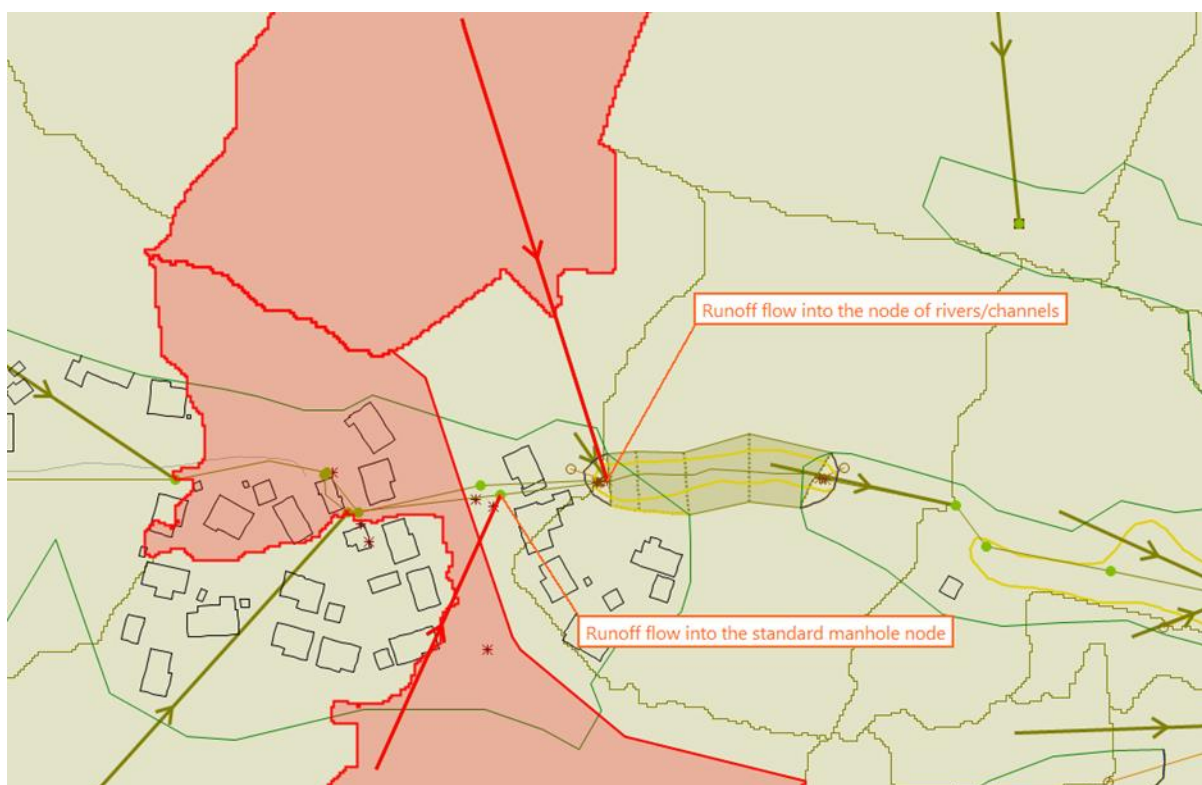 Runoff flow into the node of rivers/channels
Runoff flow into the standard manhole node